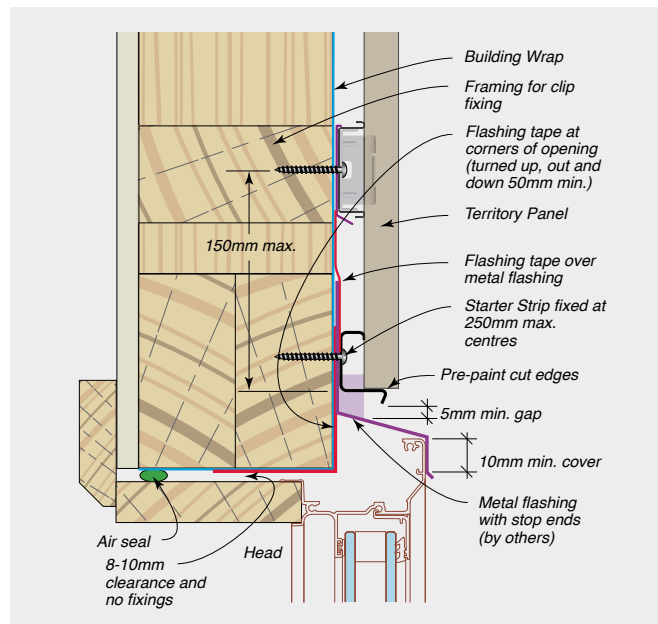 Building Wrap
Framing for clip
fixing
Flashing tape at
corners of opening
(turned up, out and
down 50mm min.)
Territory Panel
150mm max.
Flashing tape over
metal flashing
Starter Strip fixed at
250mm max.
centres
Pre-paint cut edges
5mm min. gap
10mm min. cover
Metal flashing
with stop ends
(by others)
Air seal
Head
8-10mm
clearance and
no fixings